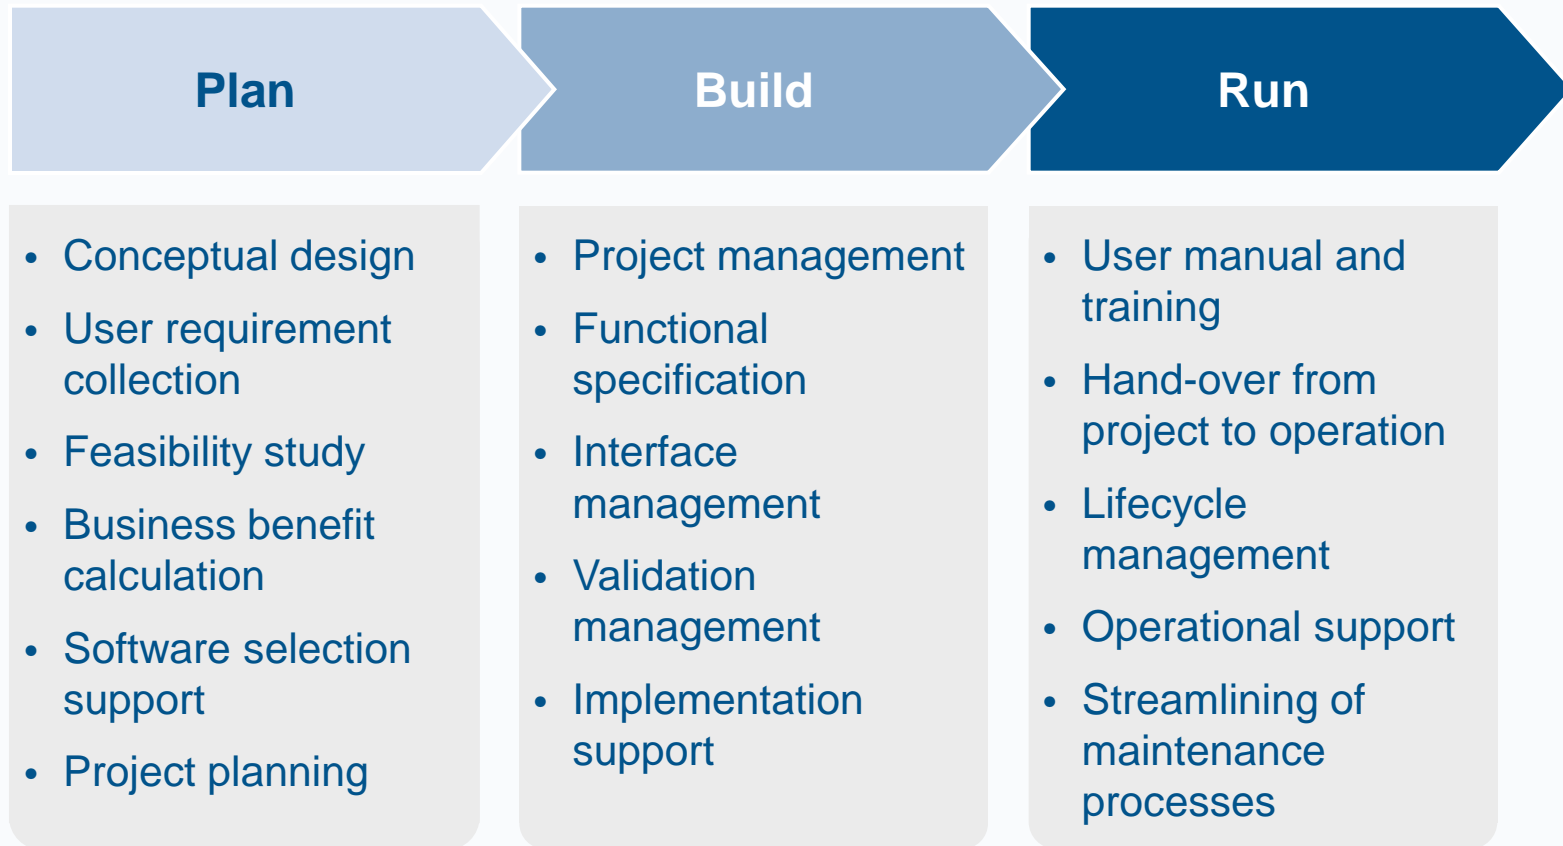 Plan
• Conceptual design
• User requirement
collection
• Feasibility study
• Business benefit
calculation
• Software selection
support
• Project planning
Build
• Project management
• Functional
specification
• Interface
management
• Validation
management
• Implementation
support
Run
• User manual and
training
• Hand-over from
project to operation
• Lifecycle
management
• Operational support
• Streamlining of
maintenance
processes